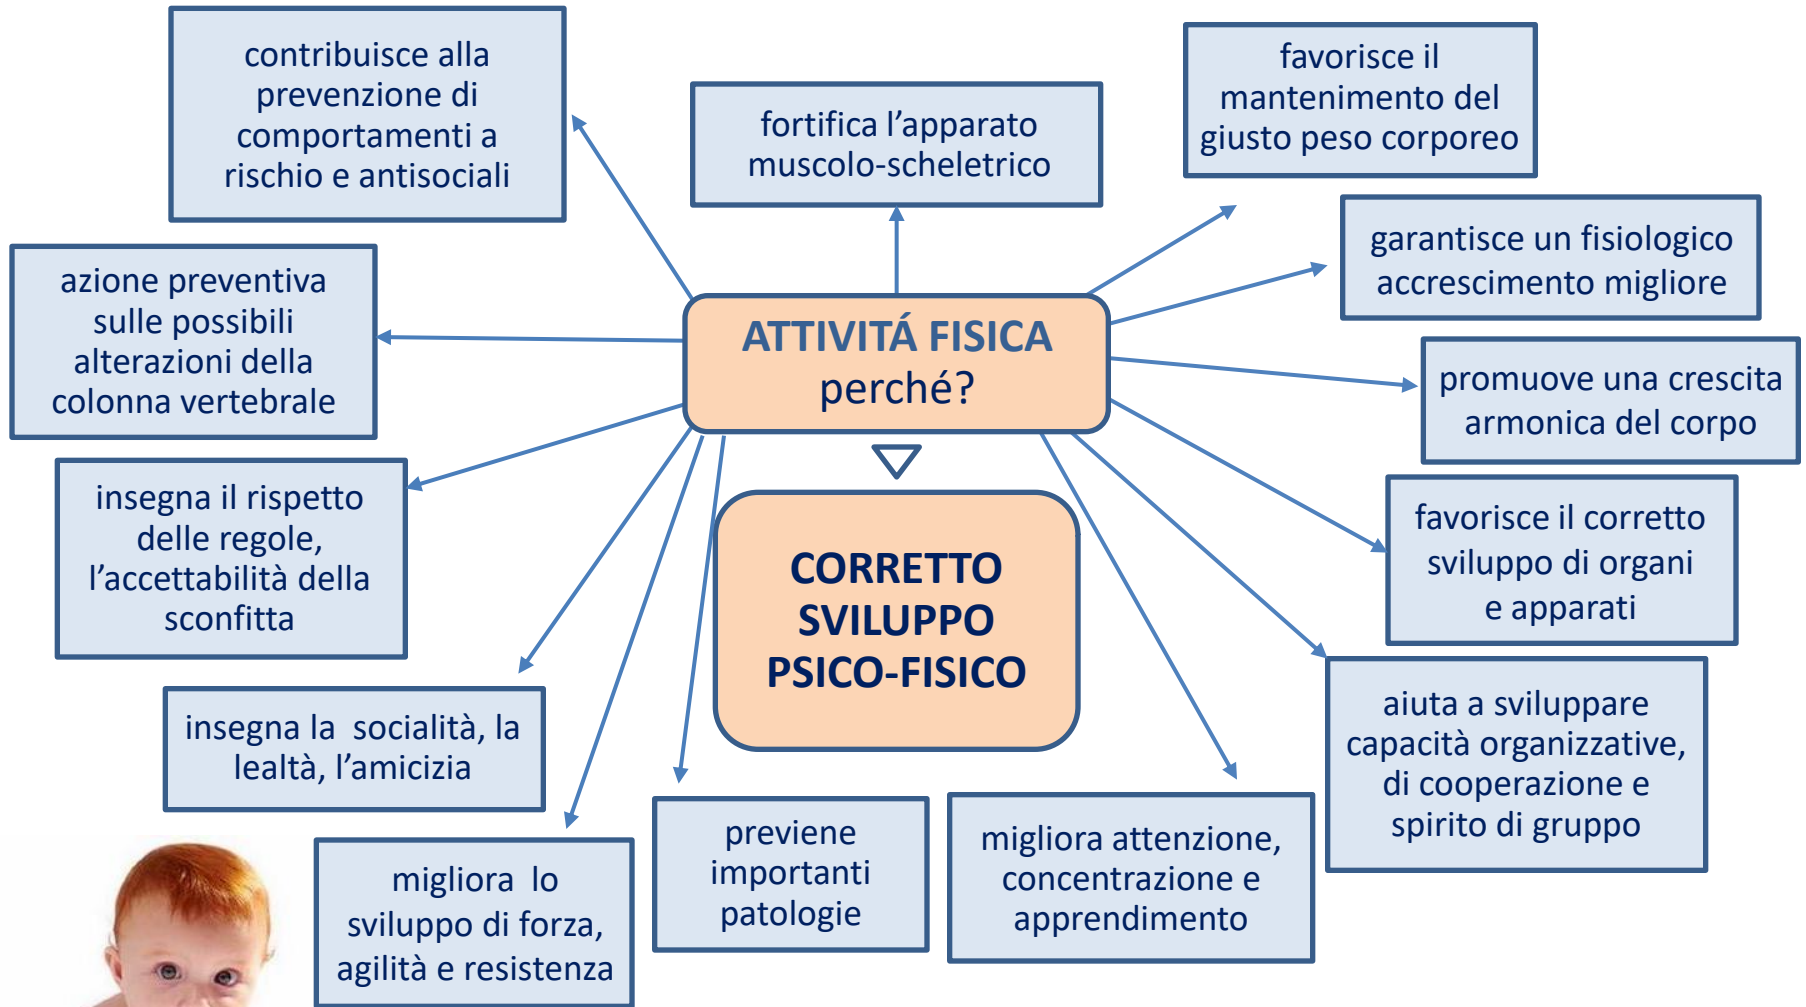 contribuisce alla
prevenzione di
comportamenti a
rischio e antisociali
fortifica l’apparato
muscolo-scheletrico
favorisce il
mantenimento del
giusto peso corporeo
garantisce un fisiologico
accrescimento migliore
azione preventiva
sulle possibili
alterazioni della
colonna vertebrale
ATTIVITÁ FISICA
perché?
promuove una crescita
armonica del corpo
insegna il rispetto
delle regole,
l’accettabilità della
sconfitta
CORRETTO
SVILUPPO
PSICO-FISICO
favorisce il corretto
sviluppo di organi
e apparati
insegna la  socialità, la
lealtà, l’amicizia
aiuta a sviluppare
capacità organizzative,
di cooperazione e
spirito di gruppo
migliora  lo
sviluppo di forza,
agilità e resistenza
previene
importanti
patologie
migliora attenzione,
concentrazione e
apprendimento